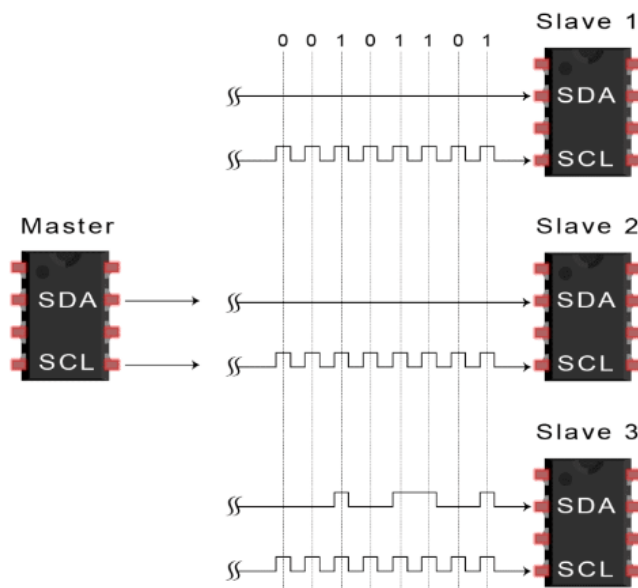 Slave 1
0 0 1 0 1 1 0 1
SDA
SCL
Master
SDA
SCL
Slave 2
SDA
SCL
Slave 3
SDA
SCL